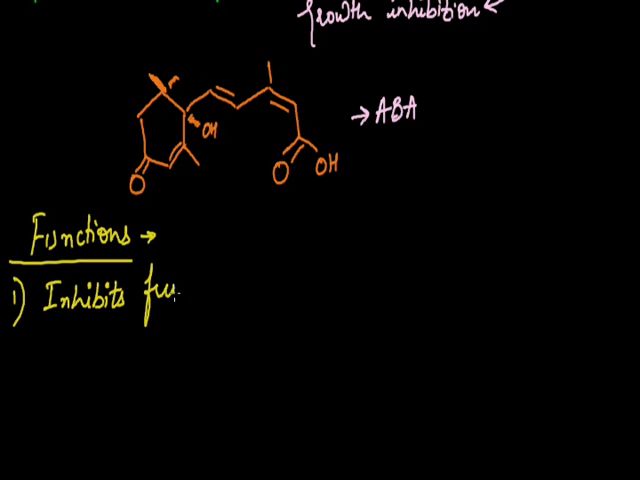 growth inhibition
OH
→ ABA
O
OH
O
Functions →
1) Inhibits